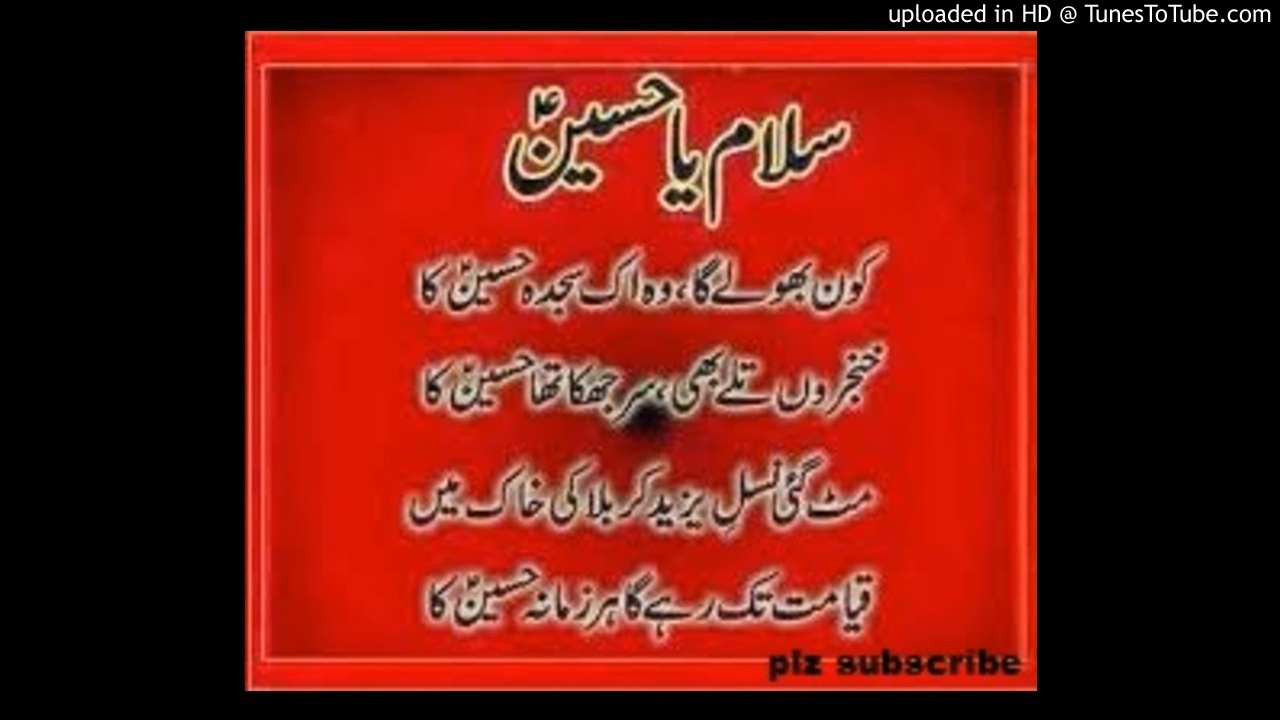 uploaded in HD @ TunesToTube.com
سلام یا حسینؑ
کون بھولے گا، وہ اک سجدہ حسینؑ کا
خنجروں تلے بھی، سر جھکا تھا حسینؑ کا
مٹ گئی نسلِ یزید کربلا کی خاک میں
قیامت تک رہے گا ہر زمانہ حسینؑ کا
plz subscribe